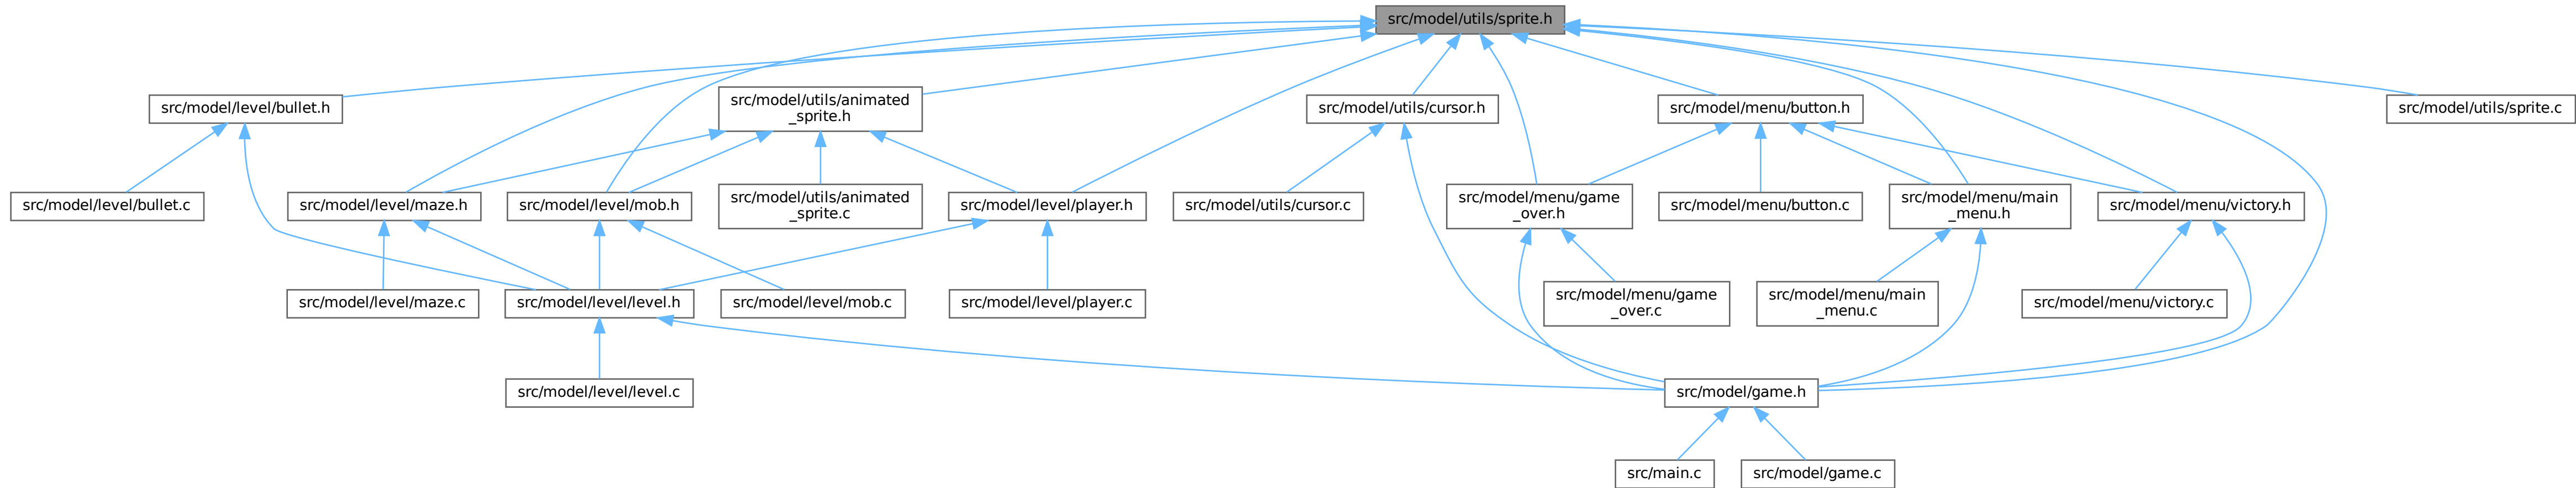 src/model/utils/sprite.h
src/model/level/bullet.h
src/model/utils/animated
_sprite.h
src/model/utils/cursor.h
src/model/menu/button.h
src/model/utils/sprite.c
src/model/level/bullet.c
src/model/level/maze.h
src/model/level/mob.h
src/model/utils/animated
_sprite.c
src/model/level/player.h
src/model/utils/cursor.c
src/model/menu/game
_over.h
src/model/menu/button.c
src/model/menu/main
_menu.h
src/model/menu/victory.h
src/model/level/maze.c
src/model/level/level.h
src/model/level/mob.c
src/model/level/player.c
src/model/menu/game
_over.c
src/model/menu/main
_menu.c
src/model/menu/victory.c
src/model/level/level.c
src/model/game.h
src/main.c
src/model/game.c